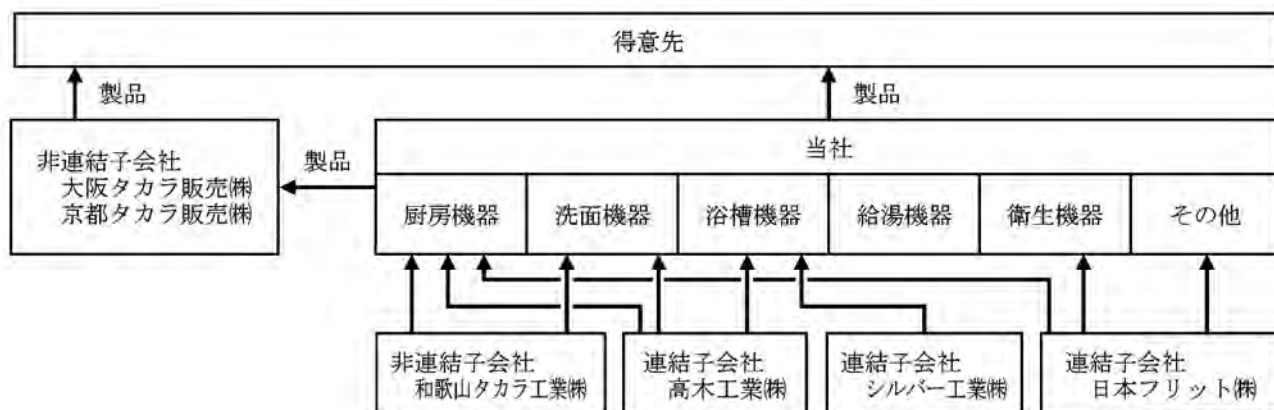 得意先
製品
製品
非連結子会社
大阪タカラ販売㈱
京都タカラ販売㈱
製品
当社
厨房機器
洗面機器
浴槽機器
給湯機器
衛生機器
その他
非連結子会社
和歌山タカラ工業㈱
連結子会社
高木工業㈱
連結子会社
シルバー工業㈱
連結子会社
日本フリット㈱